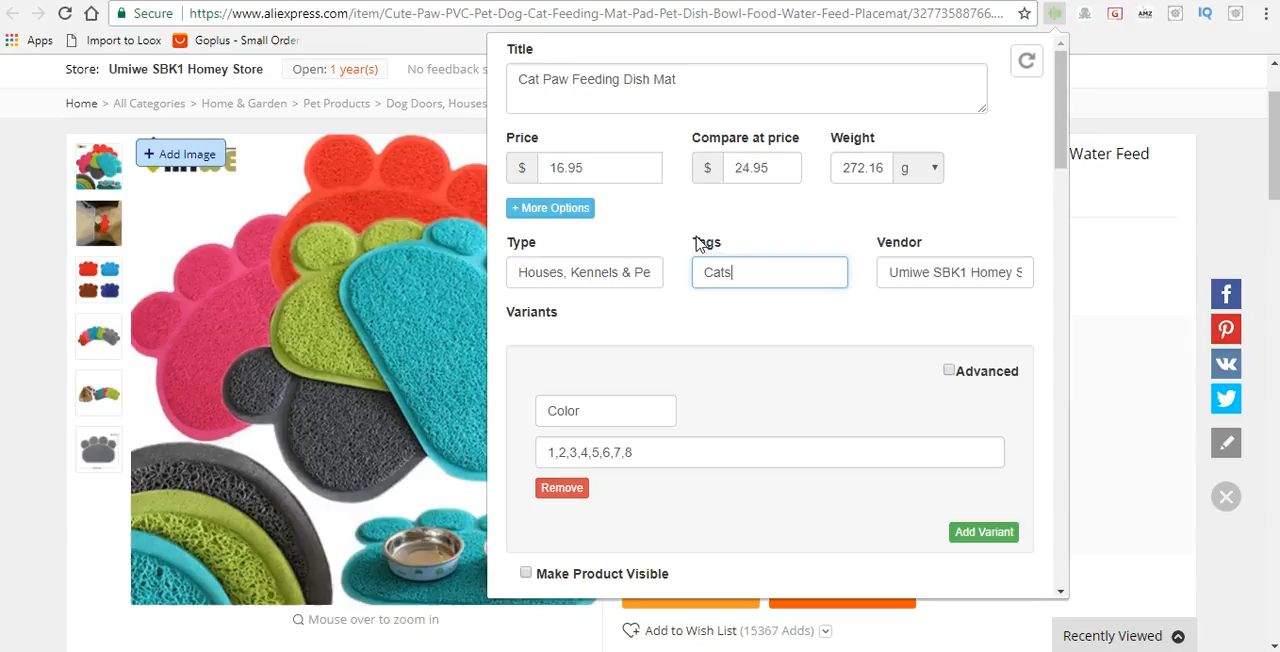 Secure https://www.aliexpress.com/item/Cute-Paw-PVC-Pet-Dog-Cat-Feeding-Mat-Pad-Pet-Dish-Bowl-Food-Water-Feed-Placemat/32773588766....
G AMZ IQ
Apps Import to Loox Goplus - Small Order
Store: Umiwe SBK1 Homey Store Open: 1 year(s) No feedback s
Home > All Categories > Home & Garden > Pet Products > Dog Doors, Houses
+ Add Image
Water Feed
Title
Cat Paw Feeding Dish Mat
Price Compare at price Weight
$ 16.95 $ 24.95 272.16 g
+ More Options
Type Tags Vendor
Houses, Kennels & Pe Cats Umiwe SBK1 Homey S
Variants
Advanced
Color
1,2,3,4,5,6,7,8
Remove
Add Variant
Make Product Visible
Mouse over to zoom in
Add to Wish List (15367 Adds)
Recently Viewed